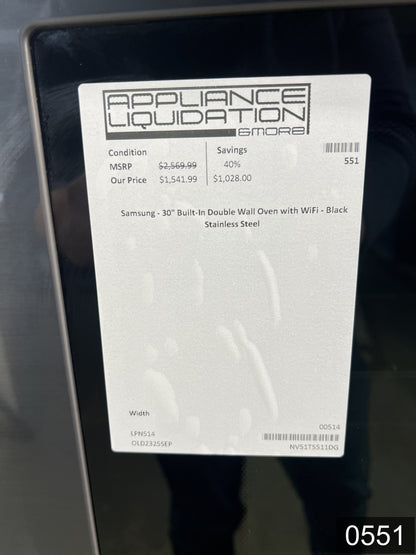 APPLIANCE
LIQUIDATION
&MORE
Condition
Savings
MSRP $2,569.99 40%
551
Our Price $1,541.99 $1,028.00
Samsung - 30" Built-In Double Wall Oven with WiFi - Black
Stainless Steel
Width
00514
LPN514
OLD2325SEP
NV51T5511DG
0551